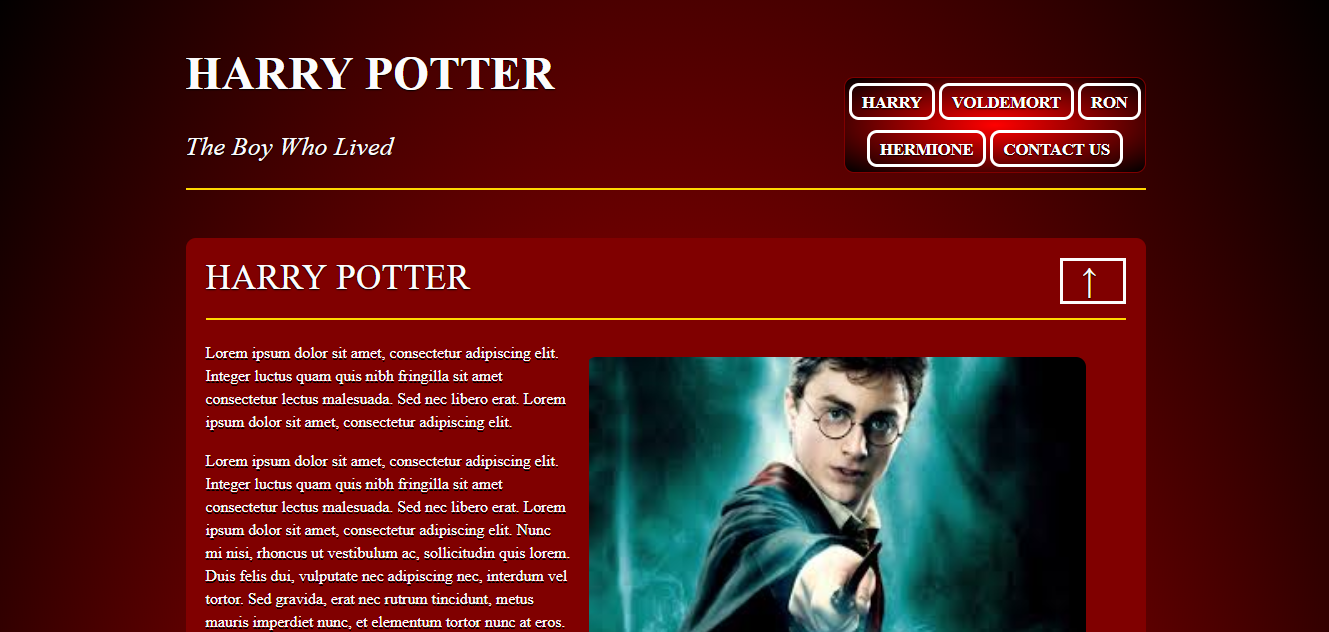 HARRY POTTER
The Boy Who Lived
HARRY VOLDEMORT RON
HERMIONE CONTACT US
HARRY POTTER
↑
Lorem ipsum dolor sit amet, consectetur adipiscing elit.
Integer luctus quam quis nibh fringilla sit amet
consectetur lectus malesuada. Sed nec libero erat. Lorem
ipsum dolor sit amet, consectetur adipiscing elit.
Lorem ipsum dolor sit amet, consectetur adipiscing elit.
Integer luctus quam quis nibh fringilla sit amet
consectetur lectus malesuada. Sed nec libero erat. Lorem
ipsum dolor sit amet, consectetur adipiscing elit. Nunc
mi nisi, rhoncus ut vestibulum ac, sollicitudin quis lorem.
Duis felis dui, vulputate nec adipiscing nec, interdum vel
tortor. Sed gravida, erat nec rutrum tincidunt, metus
mauris imperdiet nunc, et elementum tortor nunc at eros.